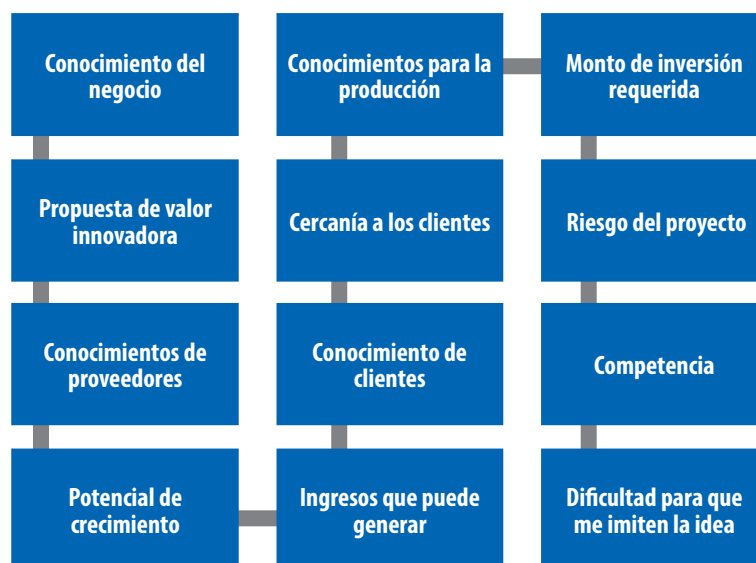 Conocimiento del
negocio
Propuesta de valor
innovadora
Conocimientos de
proveedores
Potencial de
crecimiento
Ingresos que puede
generar
Conocimiento de
clientes
Cercanía a los clientes
Conocimientos para la
producción
Monto de inversión
requerida
Riesgo del proyecto
Competencia
Dificultad para que
me imiten la idea